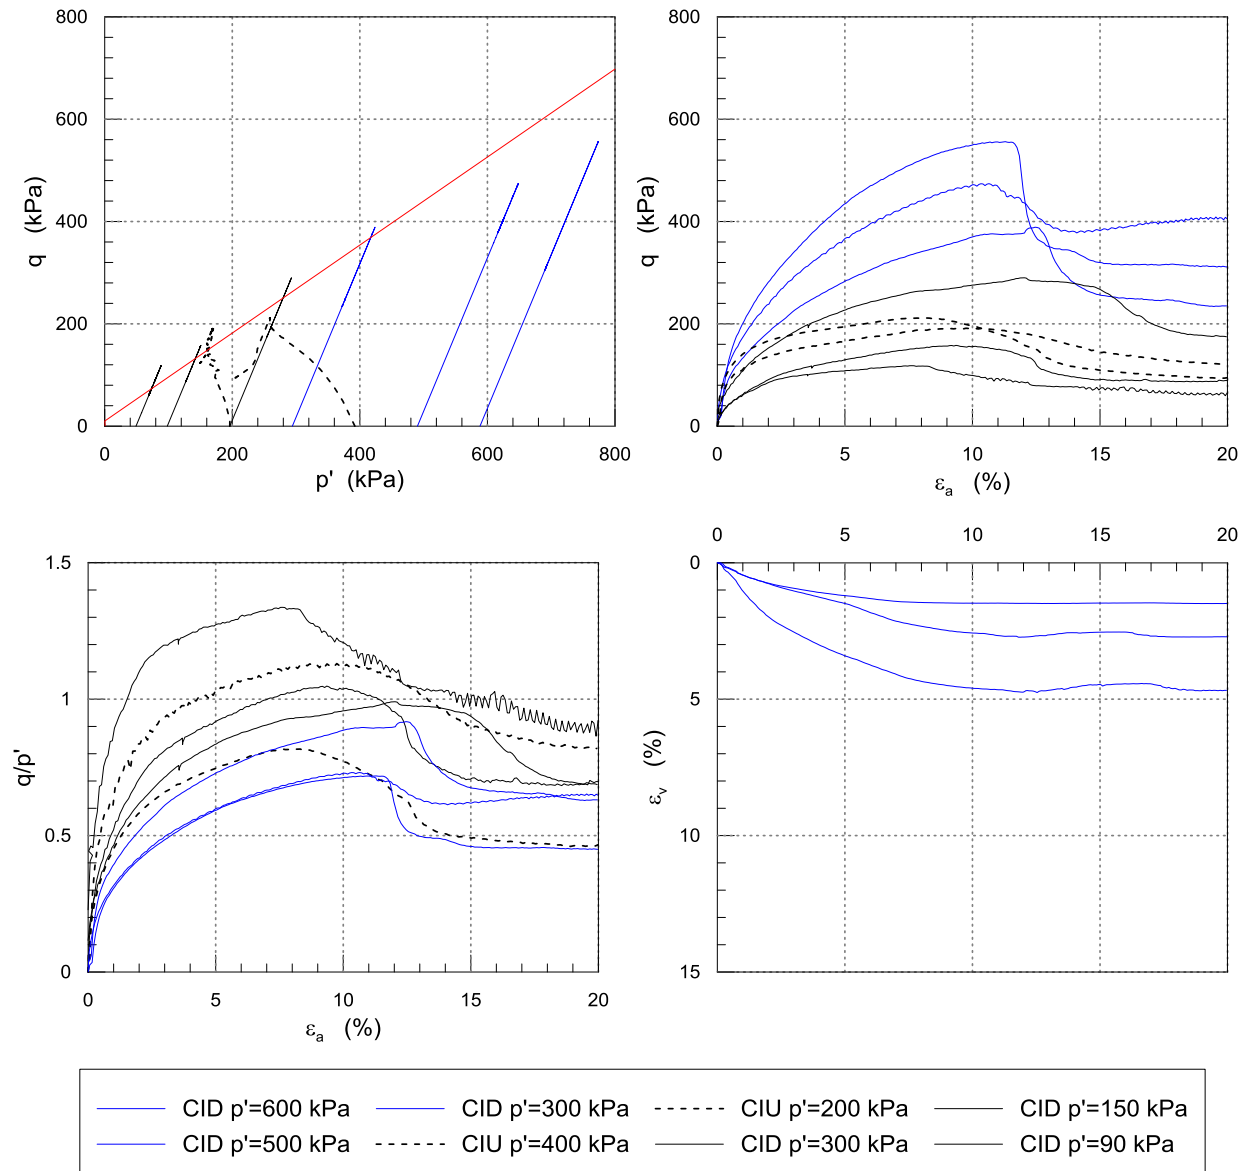 800
600
400
200
0
q (kPa)
0 200 400 600 800
p' (kPa)
800
600
400
200
0
q (kPa)
0 5 10 15 20
εa (%)
1.5
1
0.5
0
q/p'
0 5 10 15 20
εa (%)
0 5 10 15 20
0
5
10
15
εv (%)
CID p'=600 kPa CID p'=300 kPa CIU p'=200 kPa CID p'=150 kPa
CID p'=500 kPa CIU p'=400 kPa CID p'=300 kPa CID p'=90 kPa